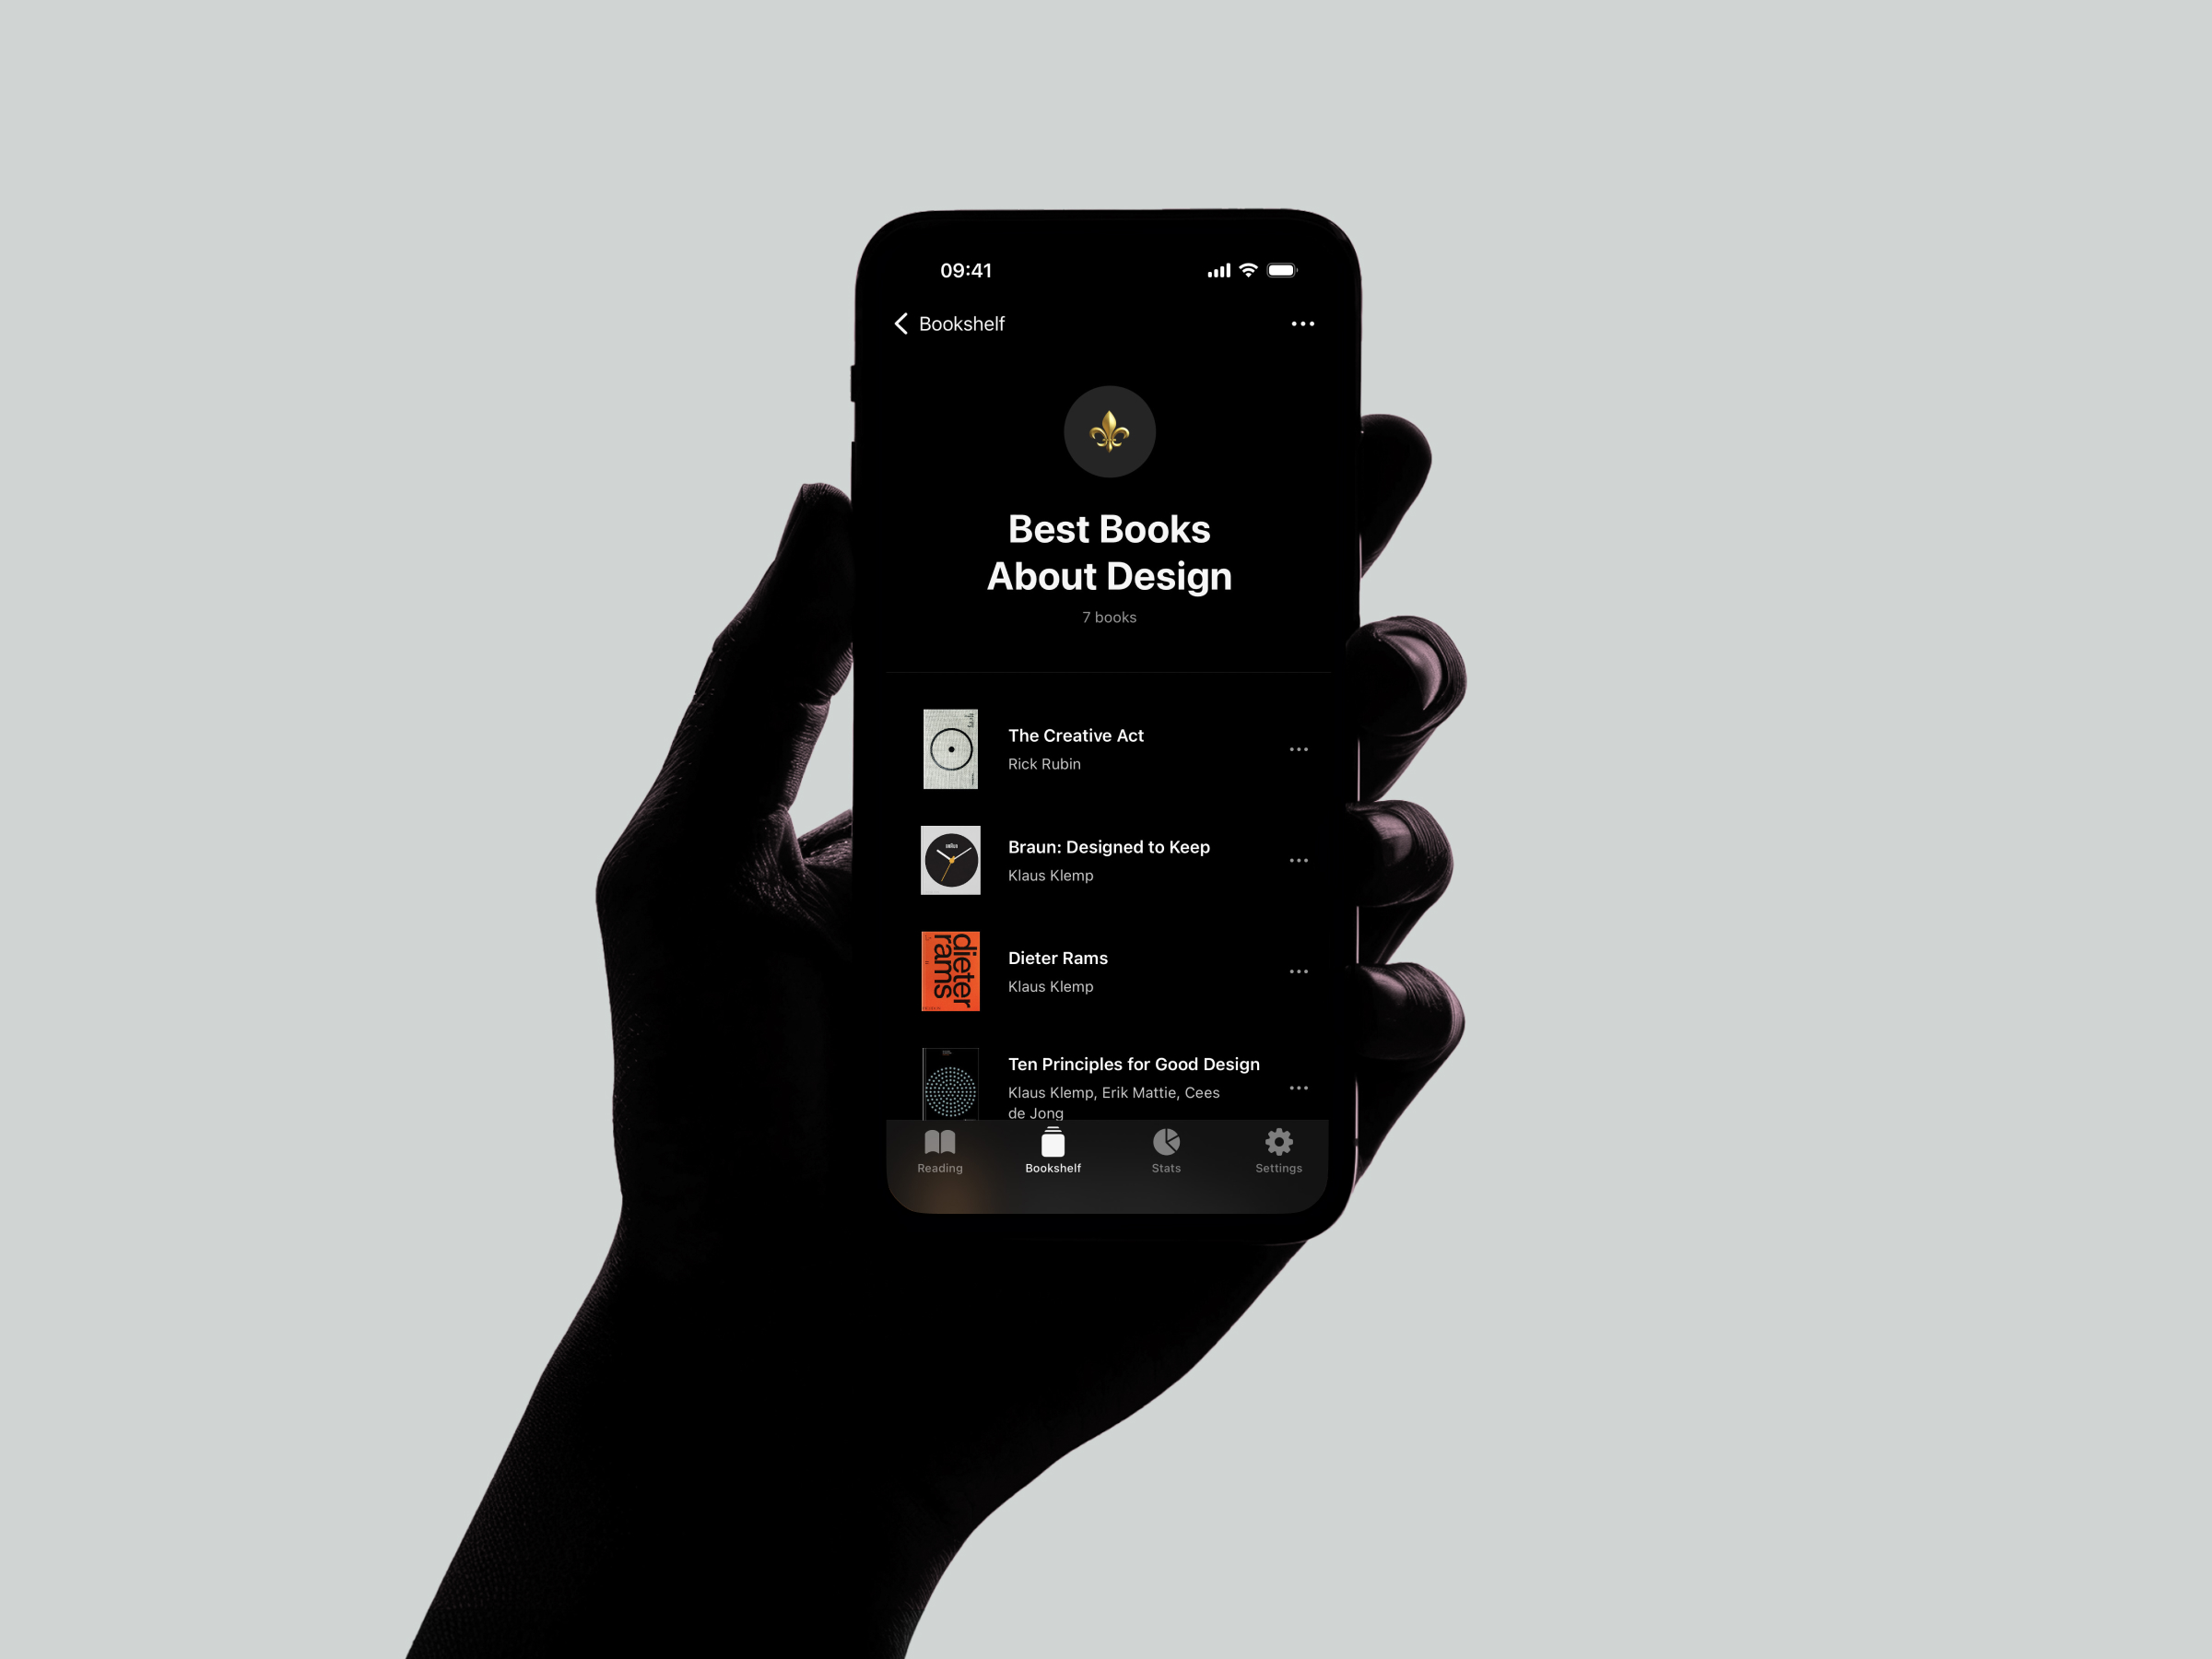 09:41
Bookshelf
Best Books
About Design
7 books
The Creative Act
Rick Rubin
Braun: Designed to Keep
Klaus Klemp
dieter
rams
Dieter Rams
Klaus Klemp
Ten Principles for Good Design
Klaus Klemp, Erik Mattie, Cees
de Jong
Reading
Bookshelf
Stats
Settings